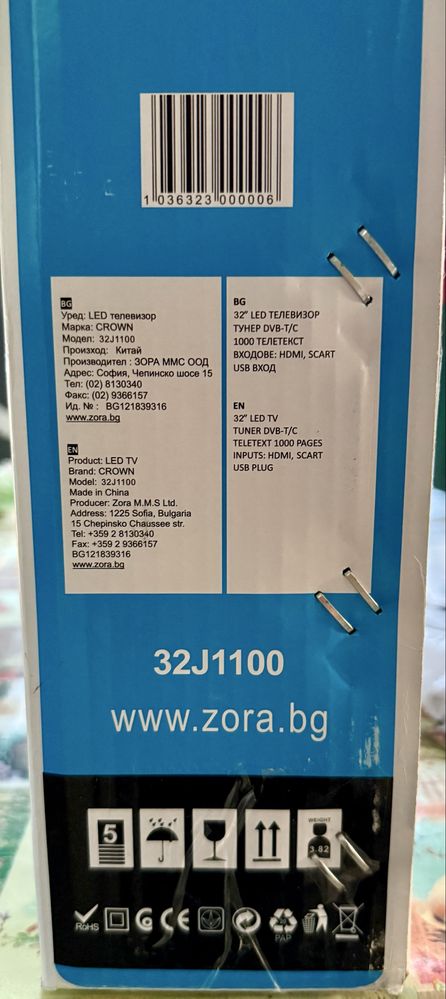 1 036323 000006
BG
Уред: LED телевизор
Марка: CROWN
Модел: 32J1100
Произход: Китай
Производител : ЗОРА ММС ООД
Адрес: София, Чепинско шосе 15
Тел: (02) 8130340
Факс: (02) 9366157
Ид. № : BG121839316
www.zora.bg
EN
Product: LED TV
Brand: CROWN
Model: 32J1100
Made in China
Producer: Zora M.M.S Ltd.
Address: 1225 Sofia, Bulgaria
15 Chepinsko Chaussee str.
Tel: +359 2 8130340
Fax: +359 2 9366157
BG121839316
www.zora.bg
BG
32” LED ТЕЛЕВИЗОР
ТУНЕР DVB-T/C
1000 ТЕЛЕТЕКСТ
ВХОДОВЕ: HDMI, SCART
USB ВХОД
EN
32” LED TV
TUNER DVB-T/C
TELETEXT 1000 PAGES
INPUTS: HDMI, SCART
USB PLUG
32J1100
www.zora.bg
5
WEIGHT
3.82
RoHS
CE
PAP